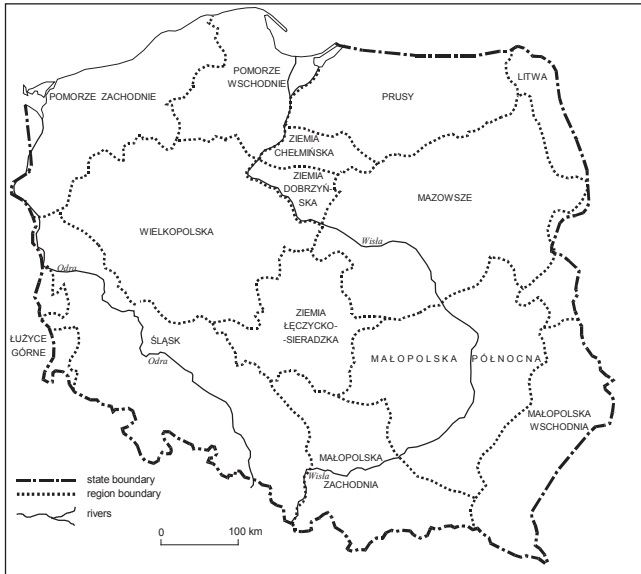 POMORZE ZACHODNIE
POMORZE
WSCHODNIE
PRUSY
LITWA
ZIEMIA
CHEŁMIŃSKA
ZIEMIA
DOBRZYŃ-
SKA
MAZOWSZE
WIELKOPOLSKA
Wisła
Odra
ZIEMIA
ŁĘCZYCKO-
-SIERADZKA
ŁUŻYCE
GÓRNE
ŚLĄSK
Odra
MAŁOPOLSKA PÓŁNOCNA
MAŁOPOLSKA
WSCHODNIA
MAŁOPOLSKA
ZACHODNIA
Wisła
state boundary
region boundary
rivers
0 100 km